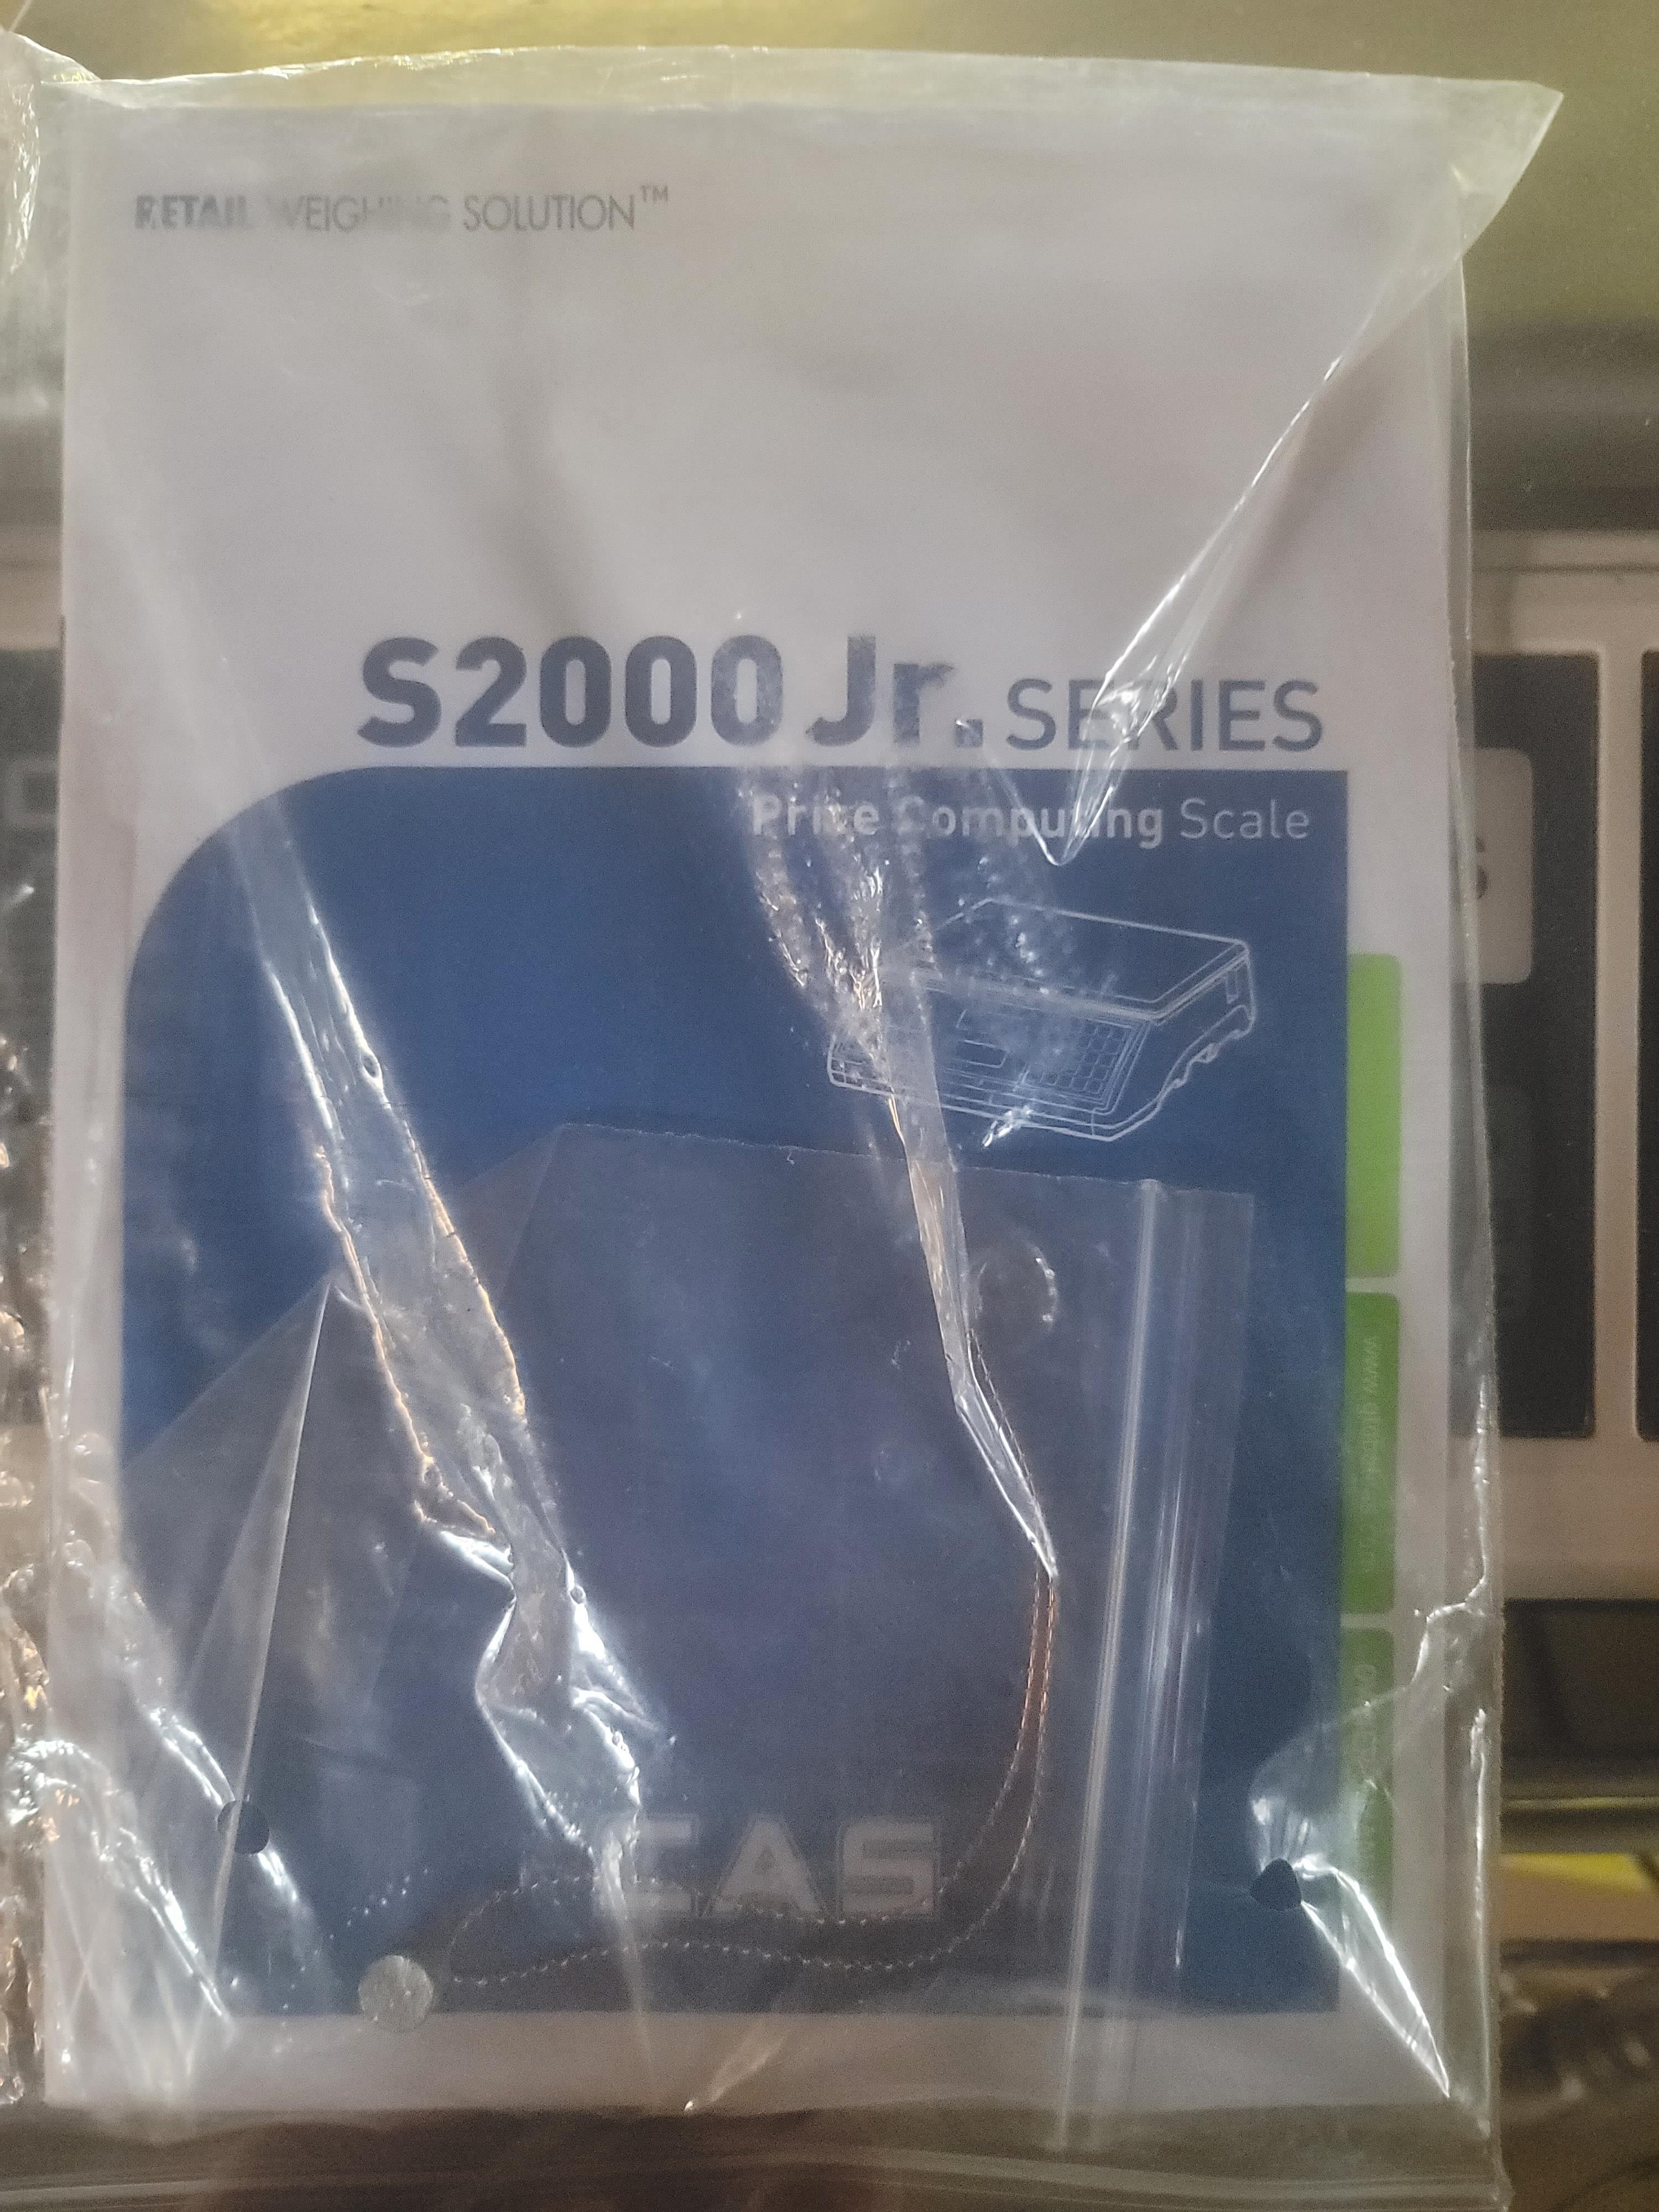 RETAIL WEIGHING SOLUTION™
S2000 Jr. SERIES
Price Computing Scale
CAS